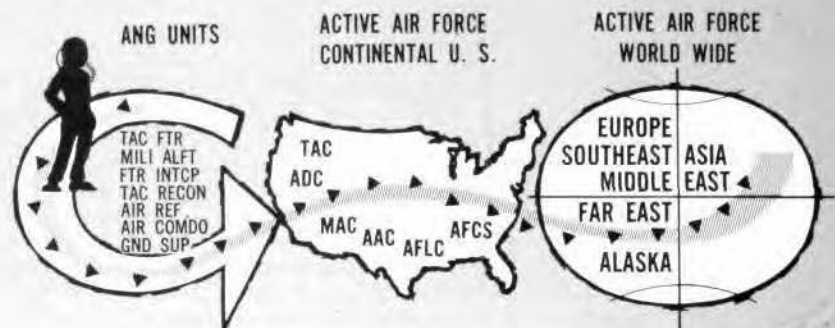 ANG UNITS
TAC FTR
MILI ALFT
FTR INTCP
TAC RECON
AIR REF
AIR COMDO
GND SUP
ACTIVE AIR FORCE
CONTINENTAL U. S.
TAC
ADC
MAC
AAC
AFLC
AFCS
ACTIVE AIR FORCE
WORLD WIDE
EUROPE
SOUTHEAST ASIA
MIDDLE EAST
FAR EAST
ALASKA